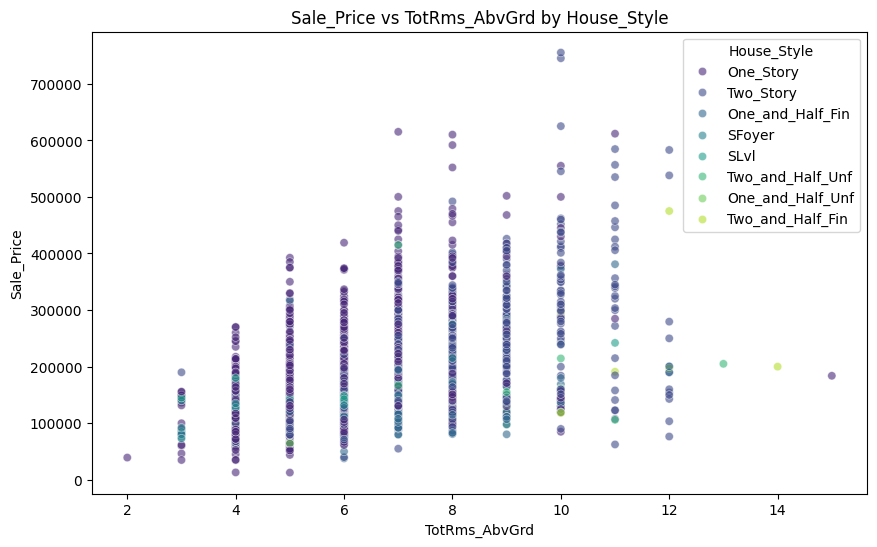 Sale_Price vs TotRms_AbvGrd by House_Style
House_Style
One_Story
Two_Story
One_and_Half_Fin
SFoyer
SLvl
Two_and_Half_Unf
One_and_Half_Unf
Two_and_Half_Fin
Sale_Price
700000
600000
500000
400000
300000
200000
100000
0
2 4 6 8 10 12 14
TotRms_AbvGrd